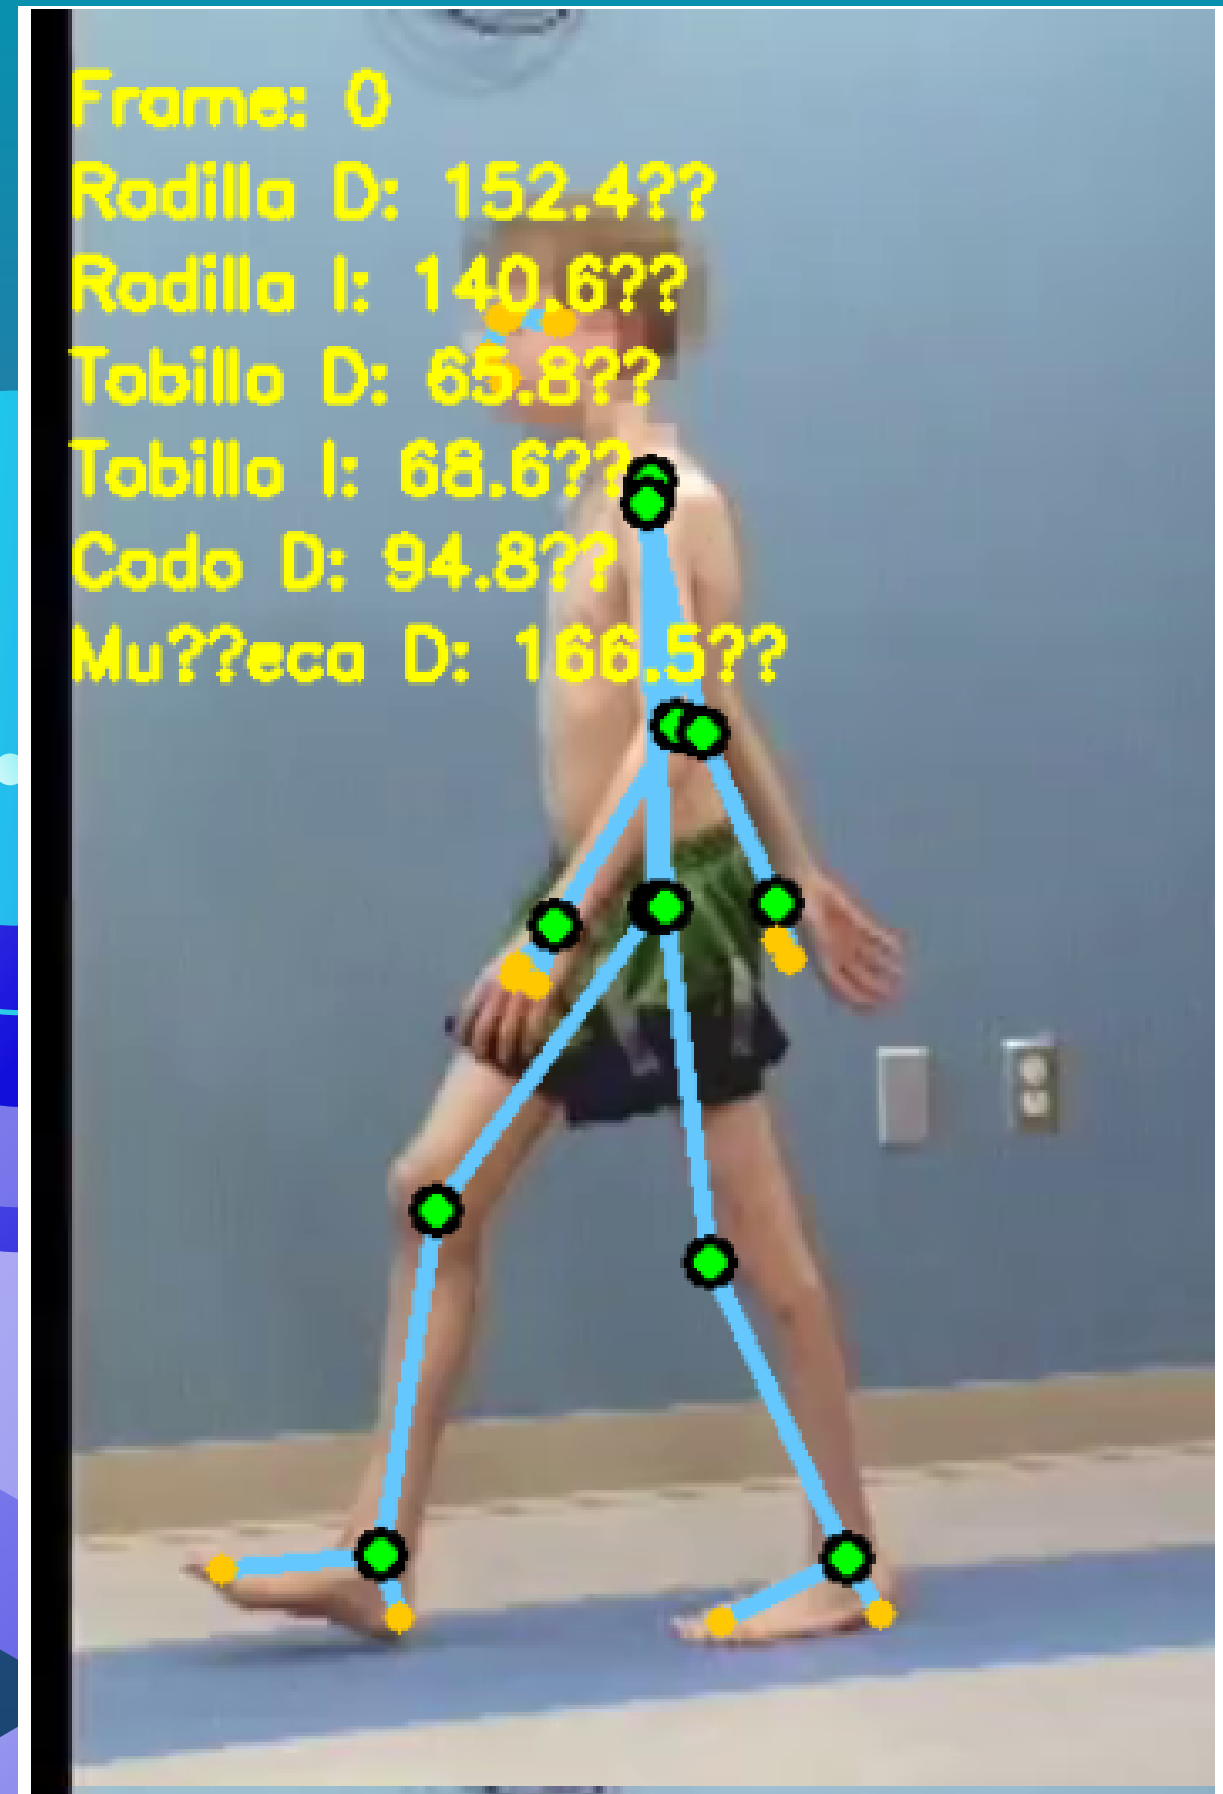 Frame: 0
Rodilla D: 152.4??
Rodilla I: 140.6??
Tobillo D: 65.8??
Tobillo I: 68.6??
Codo D: 94.8??
Mu??eca D: 166.5??